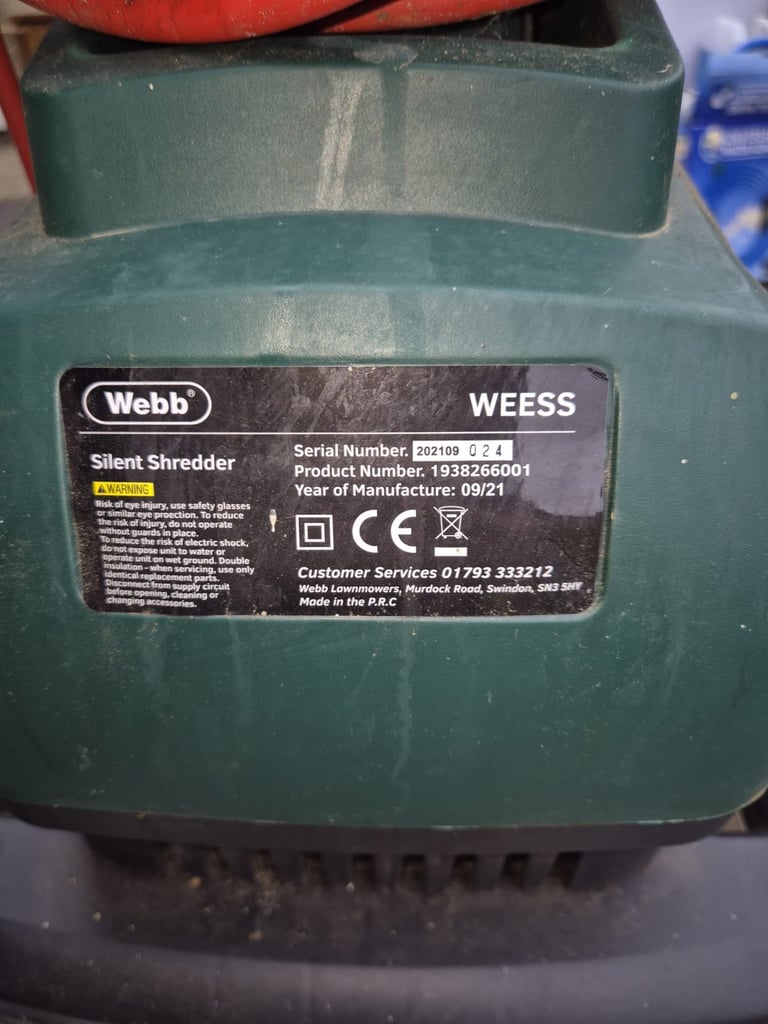 Webb®
WEESS
Silent Shredder
WARNING
Risk of eye injury, use safety glasses
or similar eye proection. To reduce
the risk of injury, do not operate
without guards in place.
To reduce the risk of electric shock,
do not expose unit to water or
operate unit on wet ground. Double
insulation - when servicing, use only
identical replacement parts.
Disconnect from supply circuit
before opening, cleaning or
changing accessories.
Serial Number. 202109 024
Product Number. 1938266001
Year of Manufacture: 09/21
CE
Customer Services 01793 333212
Webb Lawnmowers, Murdock Road, Swindon, SN3 5HY
Made in the P.R.C